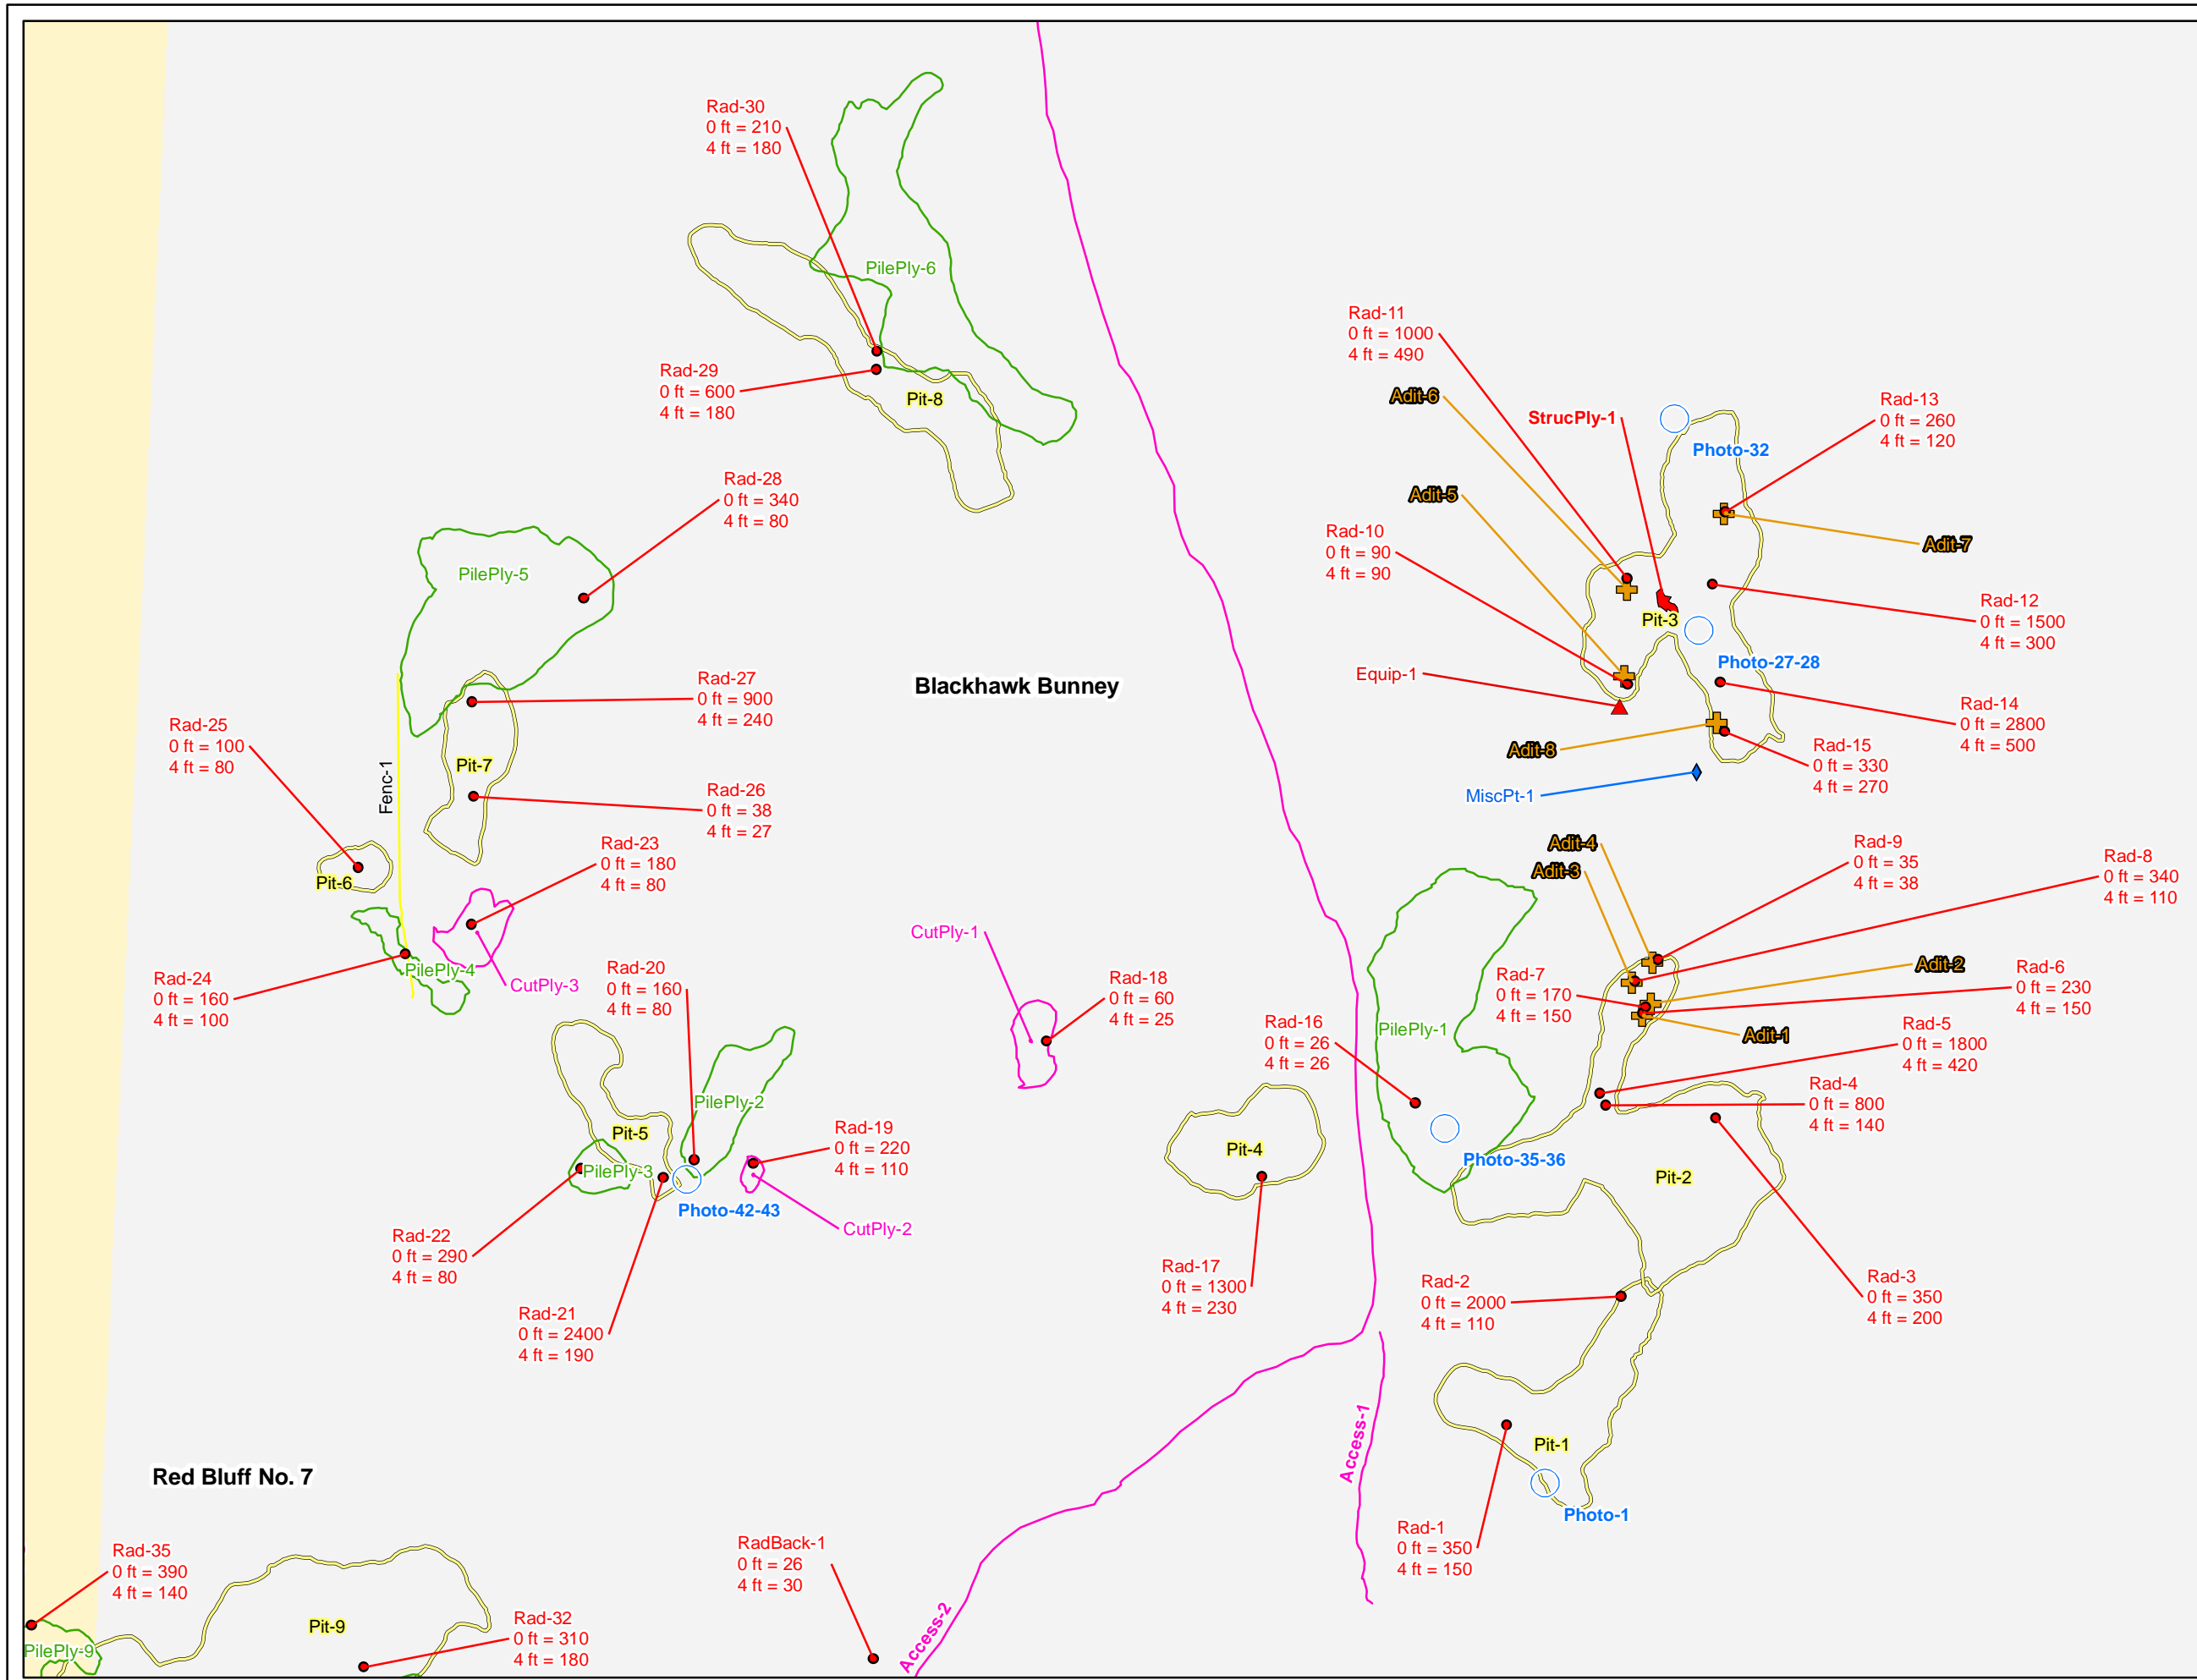 Rad-30
0 ft = 210
4 ft = 180
PilePly-6
Rad-29
0 ft = 600
4 ft = 180
Pit-8
Rad-11
0 ft = 1000
4 ft = 490
Adit-6
StrucPly-1
Rad-13
0 ft = 260
4 ft = 120
Photo-32
Rad-28
0 ft = 340
4 ft = 80
Adit-5
Rad-10
0 ft = 90
4 ft = 90
Adit-7
PilePly-5
Rad-12
0 ft = 1500
4 ft = 300
Pit-3
Photo-27-28
Equip-1
Blackhawk Bunney
Rad-27
0 ft = 900
4 ft = 240
Rad-14
0 ft = 2800
4 ft = 500
Rad-25
0 ft = 100
4 ft = 80
Fenc-1
Pit-7
Adit-8
Rad-15
0 ft = 330
4 ft = 270
Rad-26
0 ft = 38
4 ft = 27
MiscPt-1
Rad-23
0 ft = 180
4 ft = 80
Adit-4
Adit-3
Rad-9
0 ft = 35
4 ft = 38
Rad-8
0 ft = 340
4 ft = 110
Pit-6
CutPly-1
PilePly-4
CutPly-3
Rad-24
0 ft = 160
4 ft = 100
Rad-20
0 ft = 160
4 ft = 80
Rad-18
0 ft = 60
4 ft = 25
Rad-7
0 ft = 170
4 ft = 150
Adit-2
Rad-6
0 ft = 230
4 ft = 150
Rad-16
0 ft = 26
4 ft = 26
PilePly-1
Adit-1
Rad-5
0 ft = 1800
4 ft = 420
Rad-4
0 ft = 800
4 ft = 140
PilePly-2
Pit-5
Rad-19
0 ft = 220
4 ft = 110
Pit-4
Photo-35-36
PilePly-3
Pit-2
Photo-42-43
CutPly-2
Rad-22
0 ft = 290
4 ft = 80
Rad-17
0 ft = 1300
4 ft = 230
Rad-2
0 ft = 2000
4 ft = 110
Rad-3
0 ft = 350
4 ft = 200
Rad-21
0 ft = 2400
4 ft = 190
Access-1
Pit-1
Red Bluff No. 7
Photo-1
Rad-1
0 ft = 350
4 ft = 150
RadBack-1
0 ft = 26
4 ft = 30
Rad-35
0 ft = 390
4 ft = 140
Pit-9
Rad-32
0 ft = 310
4 ft = 180
PilePly-9
Access-2